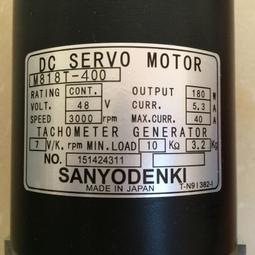 DC SERVO MOTOR
M818T-400
RATING CONT. OUTPUT 180 W
VOLT. 48 V CURR. 5.3 A
SPEED 3000 rpm MAX.CURR. 40 A
TACHOMETER GENERATOR
7 V/K.rpm MIN.LOAD 10 KΩ 3.2 Kg
NO. 151424311
SANYODENKI
MADE IN JAPAN T-N91382-1